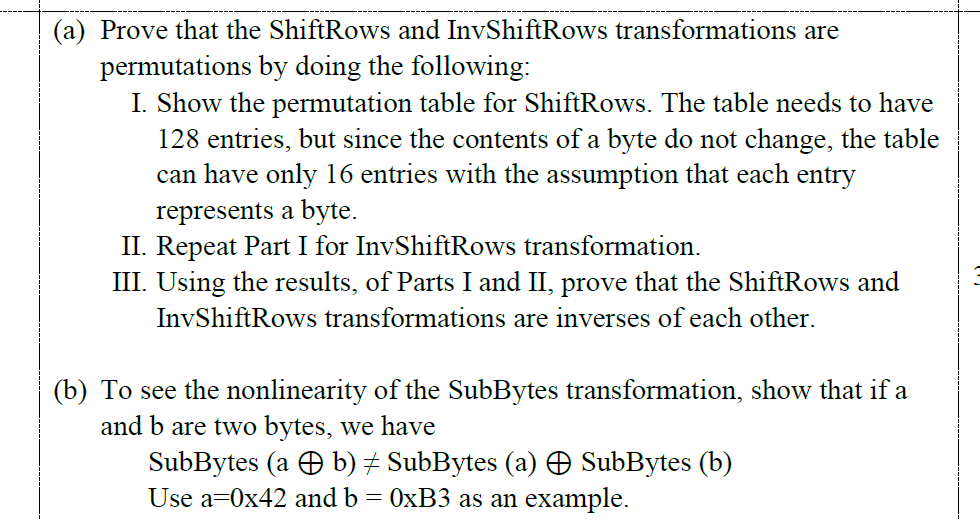 (a) Prove that the ShiftRows and InvShiftRows transformations are
permutations by doing the following:
I. Show the permutation table for ShiftRows. The table needs to have
128 entries, but since the contents of a byte do not change, the table
can have only 16 entries with the assumption that each entry
represents a byte.
II. Repeat Part I for InvShiftRows transformation.
III. Using the results, of Parts I and II, prove that the ShiftRows and
InvShiftRows transformations are inverses of each other.
(b) To see the nonlinearity of the SubBytes transformation, show that if a
and b are two bytes, we have
SubBytes (a ⊕ b) ≠ SubBytes (a) ⊕ SubBytes (b)
Use a=0x42 and b = 0xB3 as an example.